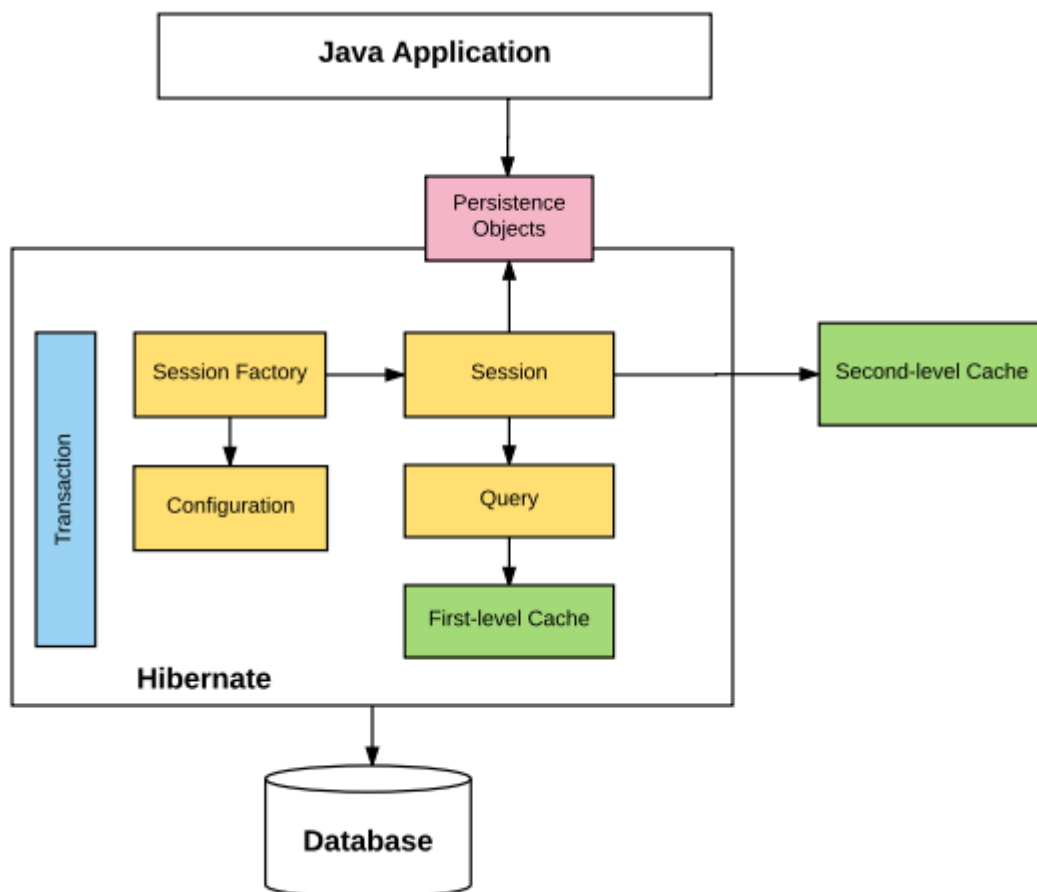 Java Application
Persistence
Objects
Session Factory
Session
Second-level Cache
Transaction
Configuration
Query
First-level Cache
Hibernate
Database